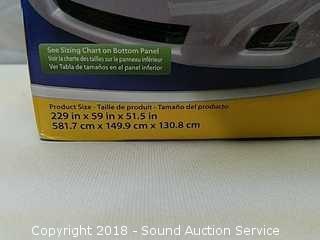 See Sizing Chart on Bottom Panel
Voir la charte des tailles sur la panneau inférieur
Ver Tabla de tamaños en el panel inferior
Product Size - Taille de produit - Tamaño del producto
229 in x 59 in x 51.5 in
581.7 cm x 149.9 cm x 130.8 cm
Copyright 2018 - Sound Auction Service